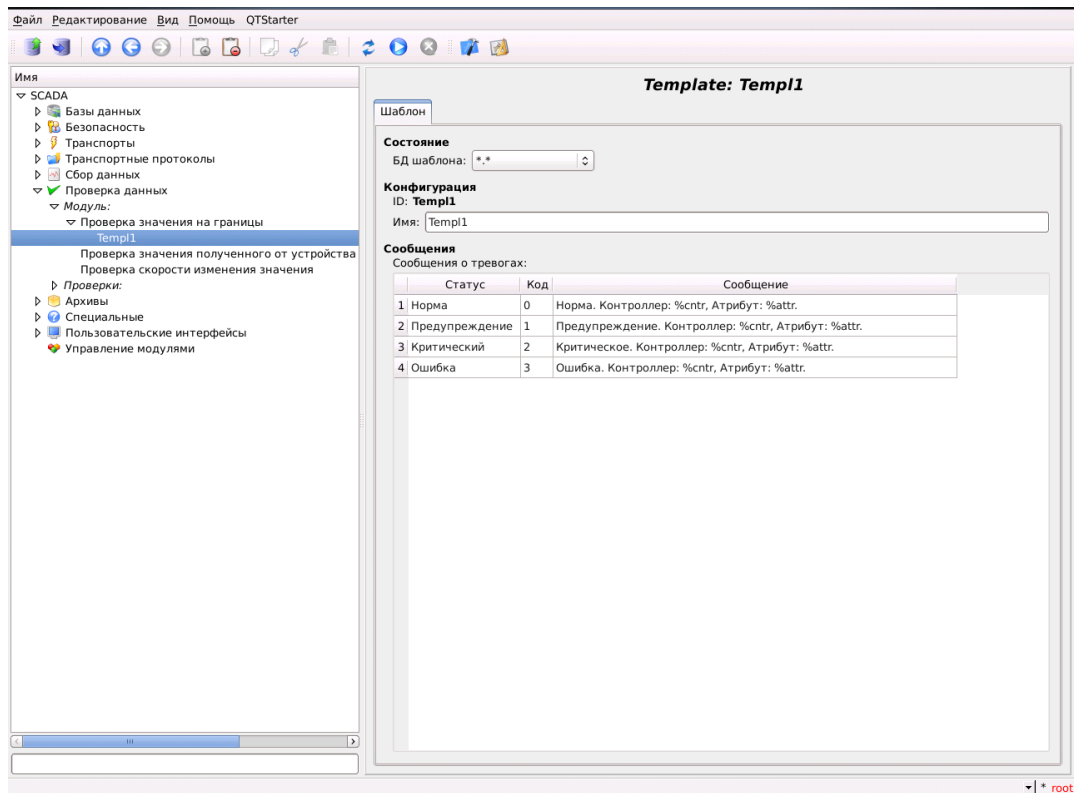 Файл Редактирование Вид Помощь QTStarter
Имя
SCADA
Базы данных
Безопасность
Транспорты
Транспортные протоколы
Сбор данных
Проверка данных
Модуль:
Проверка значения на границы
Templ1
Проверка значения полученного от устройства
Проверка скорости изменения значения
Проверки:
Архивы
Специальные
Пользовательские интерфейсы
Управление модулями
Template: Templ1
Шаблон
Состояние
БД шаблона: *.*
Конфигурация
ID: Templ1
Имя: Templ1
Сообщения
Сообщения о тревогах:
Статус Код Сообщение
1 Норма 0 Норма. Контроллер: %cntr, Атрибут: %attr.
2 Предупреждение 1 Предупреждение. Контроллер: %cntr, Атрибут: %attr.
3 Критический 2 Критическое. Контроллер: %cntr, Атрибут: %attr.
4 Ошибка 3 Ошибка. Контроллер: %cntr, Атрибут: %attr.
* root